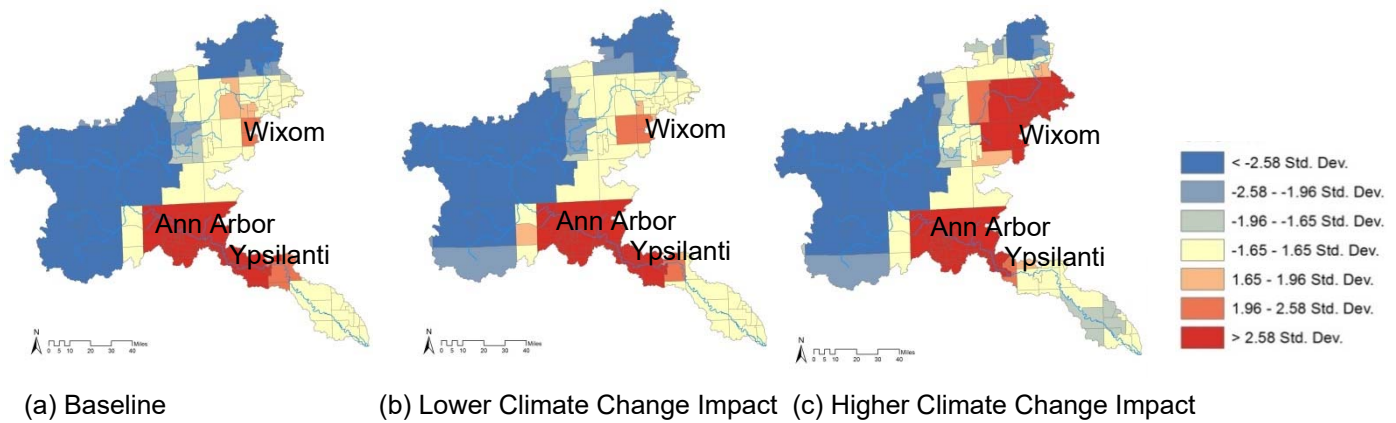 Wixom
Ann Arbor
Ypsilanti
N
0 5 10 20 30 40 Miles
Wixom
Ann Arbor
Ypsilanti
N
0 5 10 20 30 40 Miles
Wixom
Ann Arbor
Ypsilanti
N
0 5 10 20 30 40 Miles
< -2.58 Std. Dev.
-2.58 - -1.96 Std. Dev.
-1.96 - -1.65 Std. Dev.
-1.65 - 1.65 Std. Dev.
1.65 - 1.96 Std. Dev.
1.96 - 2.58 Std. Dev.
> 2.58 Std. Dev.
(a) Baseline
(b) Lower Climate Change Impact
(c) Higher Climate Change Impact